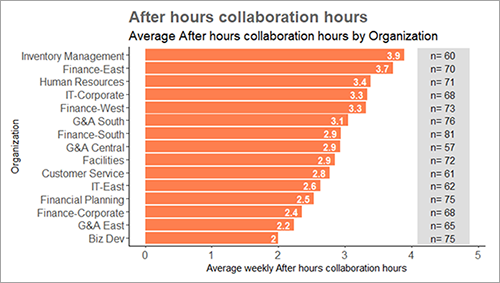 After hours collaboration hours
Average After hours collaboration hours by Organization
Organization
Inventory Management 3.9 n= 60
Finance-East 3.7 n= 70
Human Resources 3.4 n= 71
IT-Corporate 3.3 n= 68
Finance-West 3.3 n= 73
G&A South 3.1 n= 76
Finance-South 2.9 n= 81
G&A Central 2.9 n= 57
Facilities 2.9 n= 72
Customer Service 2.8 n= 61
IT-East 2.6 n= 62
Financial Planning 2.5 n= 75
Finance-Corporate 2.4 n= 68
G&A East 2.2 n= 65
Biz Dev 2 n= 75
0 1 2 3 4 5
Average weekly After hours collaboration hours